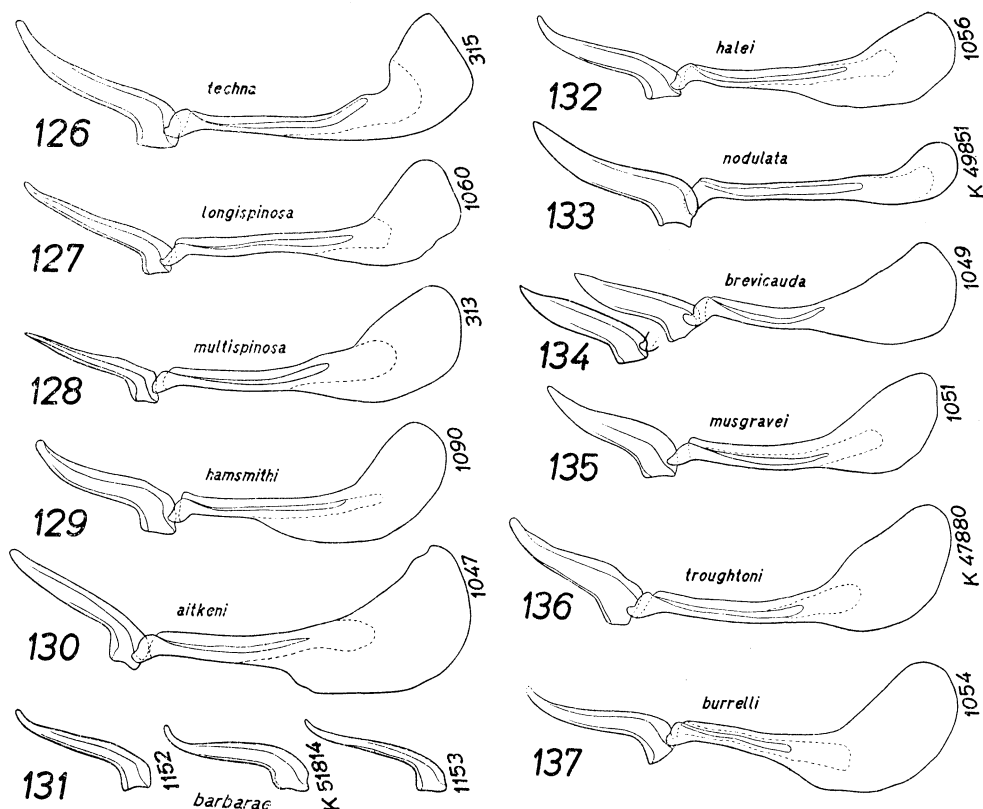 techna
315
126
longispinosa
1060
127
multispinosa
313
128
hamsmithi
1090
129
aitkeni
1047
130
131
1152
K 51814
1153
barbarae
halei
1056
132
nodulata
K 49851
133
brevicauda
1049
134
musgravei
1051
135
troughtoni
K 47880
136
burrelli
1054
137